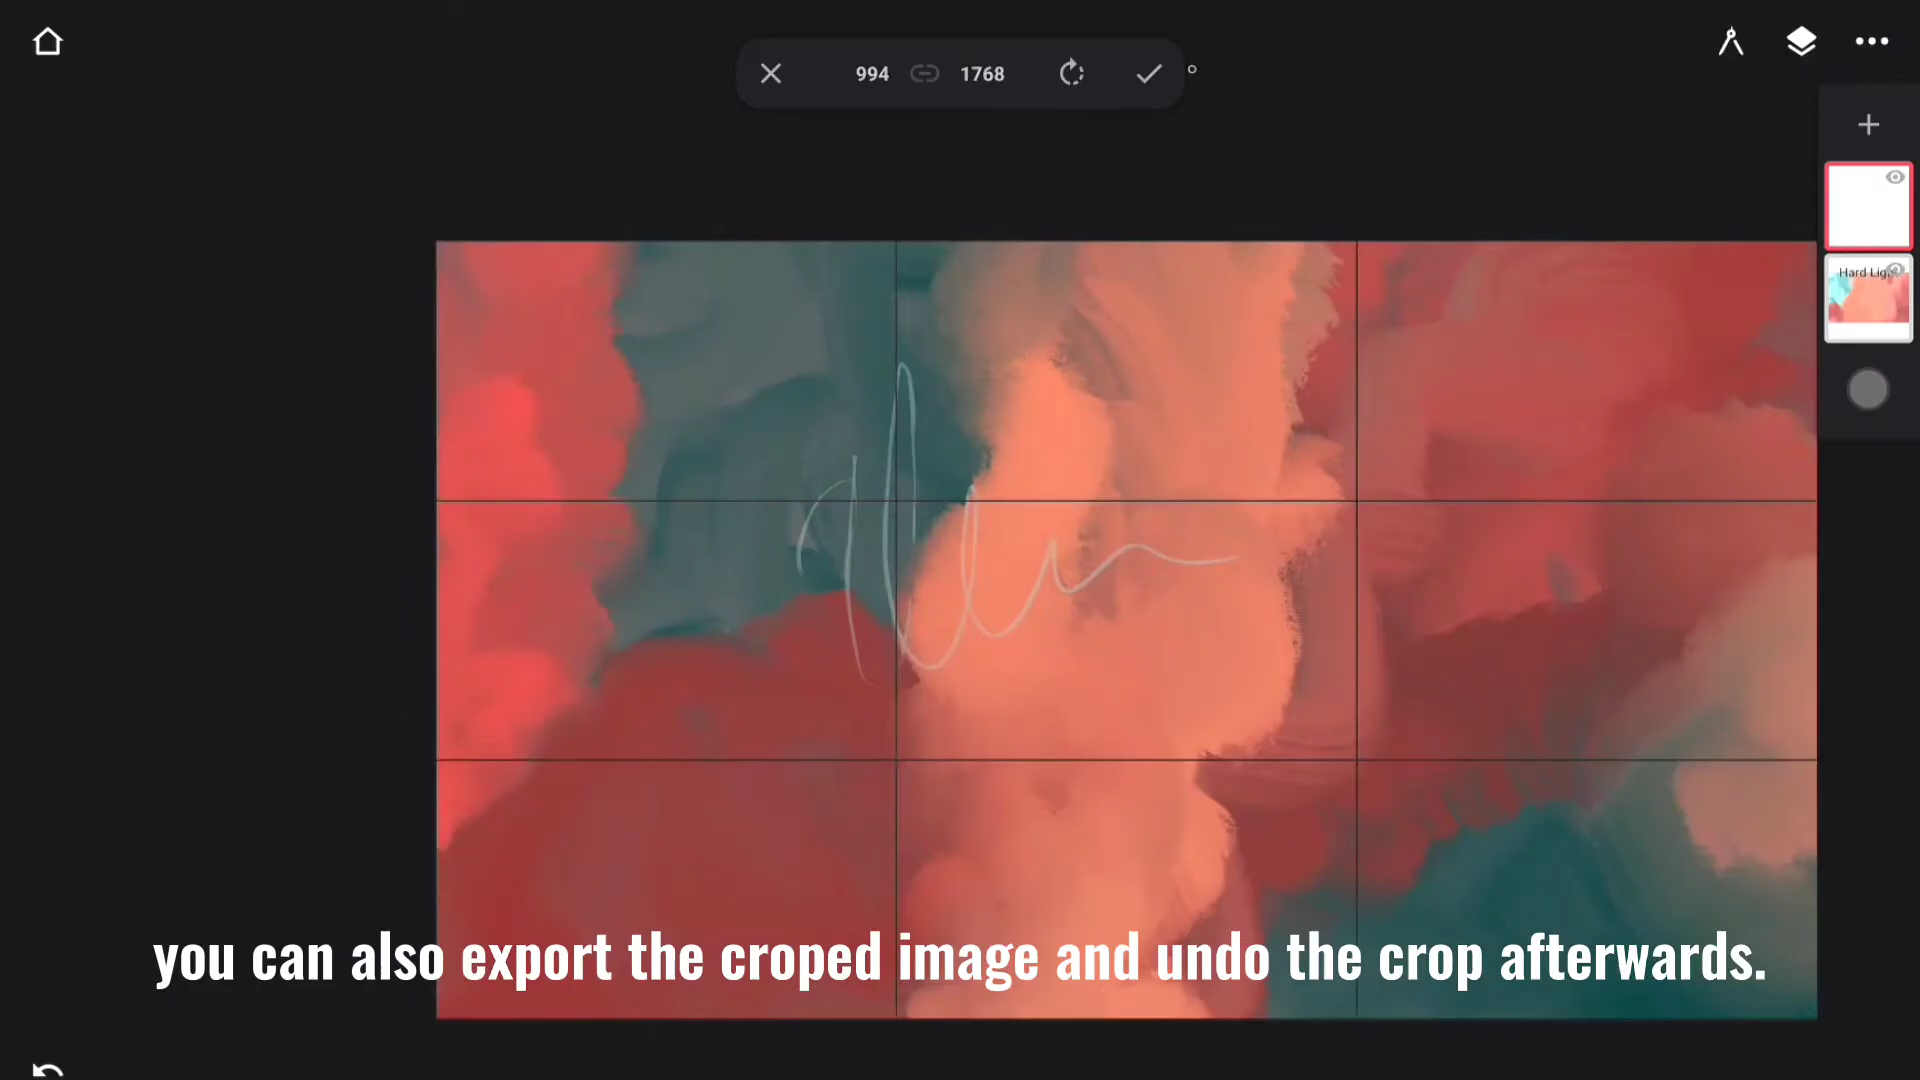 994 1768
Hard Lig
you can also export the croped image and undo the crop afterwards.